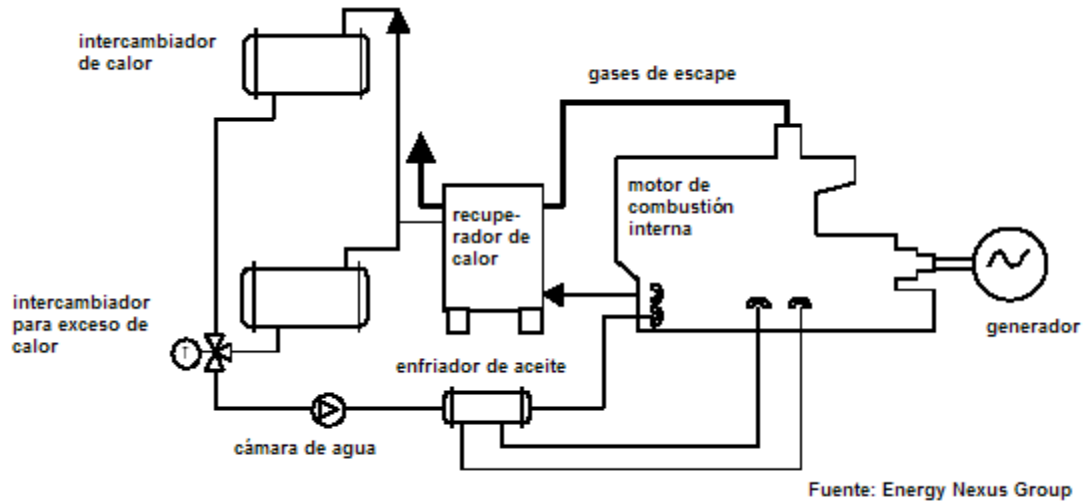 intercambiador
de calor
gases de escape
motor de
combustión
interna
recupe-
rador de
calor
intercambiador
para exceso de
calor
T
generador
enfriador de aceite
cámara de agua
Fuente: Energy Nexus Group